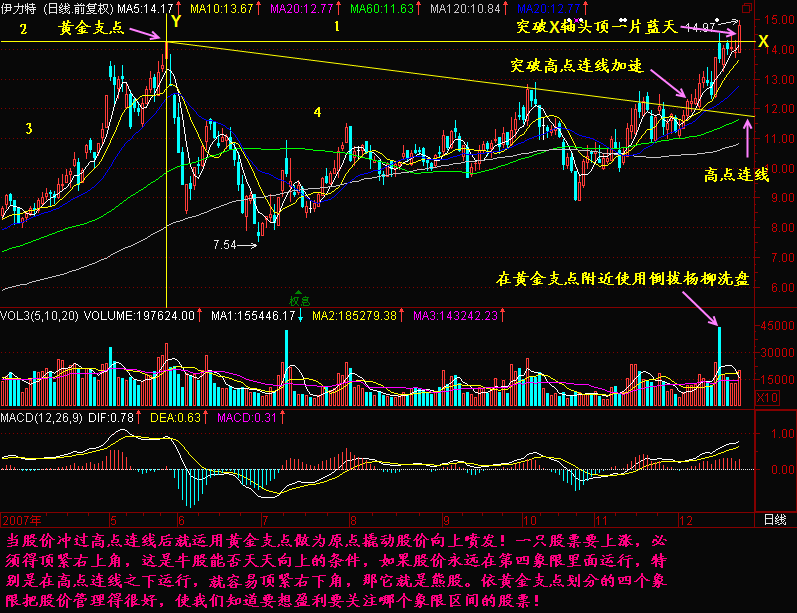 伊力特 (日线.前复权) MA5:14.17 MA10:13.67 MA20:12.77 MA60:11.63 MA120:10.84 MA20:12.77
2 黄金支点 Y 1 14.97 突破X轴头顶一片蓝天
15.00
X
14.00
突破高点连线加速
13.00
3 4
12.00
11.00
高点连线
10.00
9.00
8.00
7.54
7.00
在黄金支点附近使用倒拔杨柳洗盘
6.00
权息
VOL3(5,10,20) VOLUME:197624.00 MA1:155446.17 MA2:185279.38 MA3:143242.23
45000
30000
15000
X10
MACD(12,26,9) DIF:0.78 DEA:0.63 MACD:0.31
1.00
0.00
2007年 5 6 7 8 9 10 11 12 日线
当股价冲过高点连线后就运用黄金支点做为原点撬动股价向上喷发！一只股票要上涨，必
须得顶紧右上角，这是牛股能否天天向上的条件，如果股价永远在第四象限里面运行，特
别是在高点连线之下运行，就容易顶紧右下角，那它就是熊股。依黄金支点划分的四个象
限把股价管理得很好，使我们知道要想盈利要关注哪个象限区间的股票！